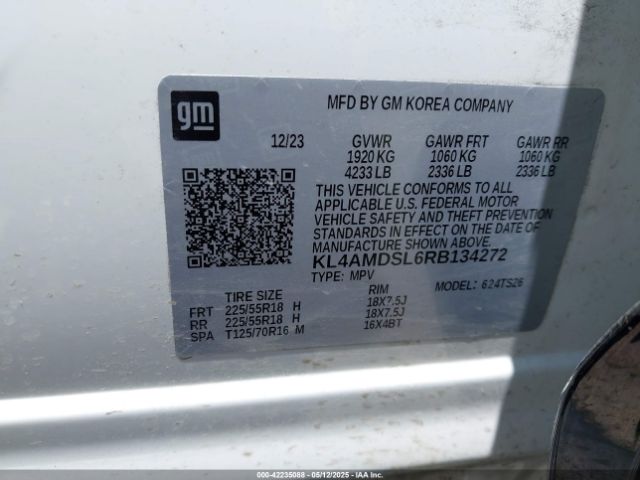 gm
MFD BY GM KOREA COMPANY
12/23 GVWR GAWR FRT GAWR RR
1920 KG 1060 KG 1060 KG
4233 LB 2336 LB 2336 LB
THIS VEHICLE CONFORMS TO ALL
APPLICABLE U.S. FEDERAL MOTOR
VEHICLE SAFETY AND THEFT PREVENTION
STANDARDS IN EFFECT ON THE DATE OF
MANUFACTURE SHOWN ABOVE.
KL4AMDSL6RB134272
TYPE: MPV MODEL: 624TS26
TIRE SIZE RIM
FRT 225/55R18 H 18X7.5J
RR 225/55R18 H 18X7.5J
SPA T125/70R16 M 16X4BT
000-42235088 - 05/12/2025 - IAAI.COM